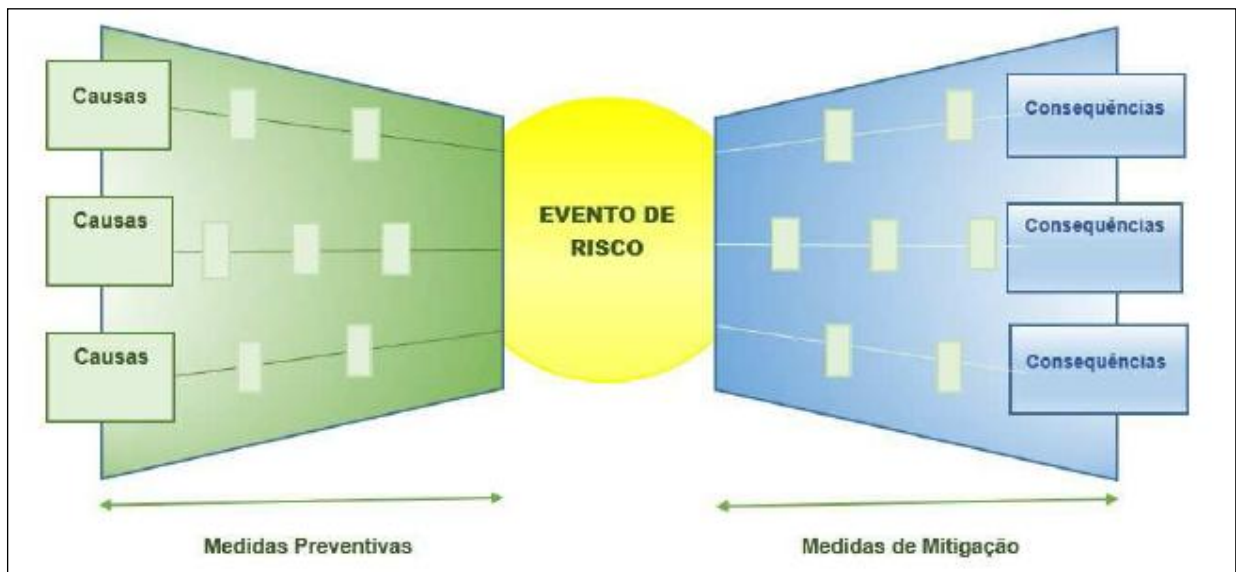 Causas
Causas
Causas
EVENTO DE
RISCO
Consequências
Consequências
Consequências
Medidas Preventivas
Medidas de Mitigação